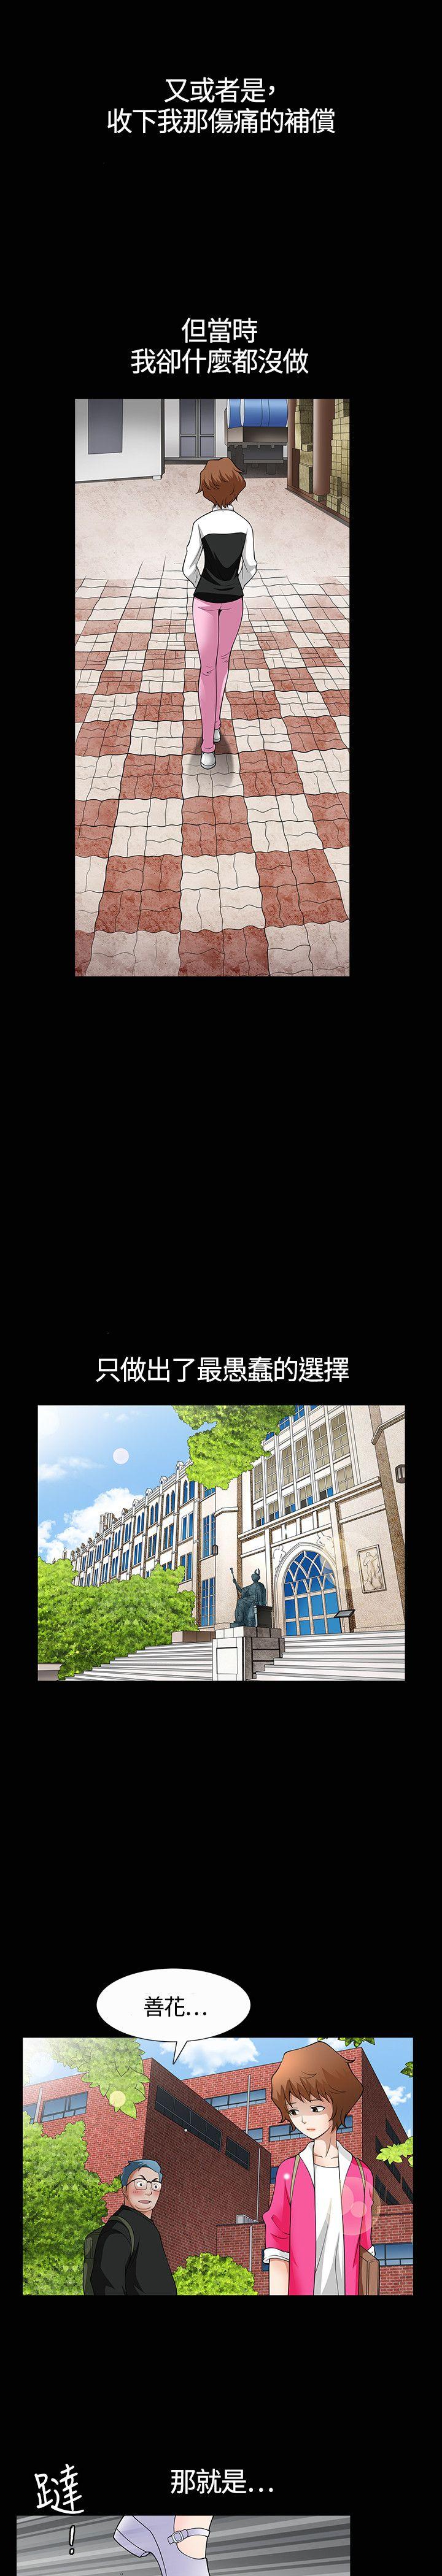 又或者是，
收下我那傷痛的補償
但當時
我卻什麼都沒做
只做出了最愚蠢的選擇
善花...
那就是...
躂!